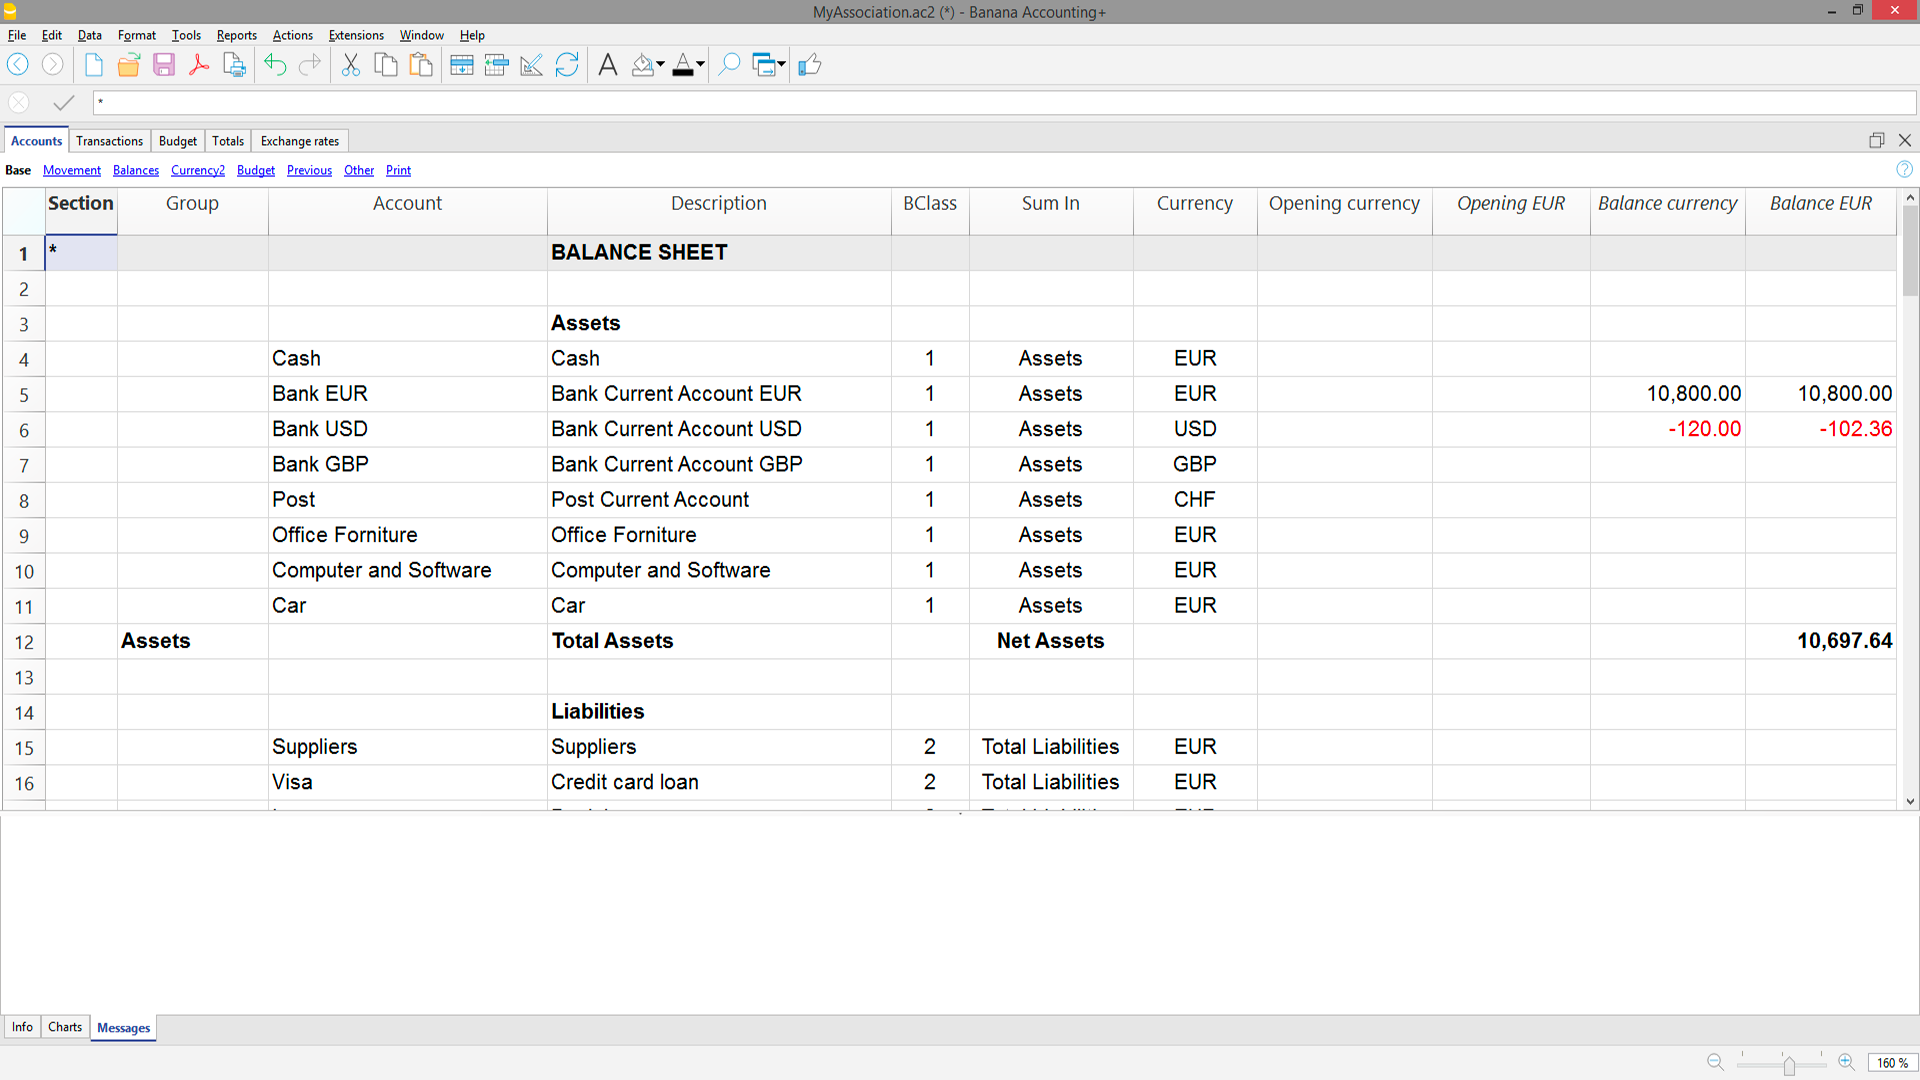 MyAssociation.ac2 (*) - Banana Accounting+
File Edit Data Format Tools Reports Actions Extensions Window Help
*
Accounts Transactions Budget Totals Exchange rates
Base Movement Balances Currency2 Budget Previous Other Print
Section Group Account Description BClass Sum In Currency Opening currency Opening EUR Balance currency Balance EUR
1 * BALANCE SHEET
2
3 Assets
4 Cash Cash 1 Assets EUR
5 Bank EUR Bank Current Account EUR 1 Assets EUR 10,800.00 10,800.00
6 Bank USD Bank Current Account USD 1 Assets USD -120.00 -102.36
7 Bank GBP Bank Current Account GBP 1 Assets GBP
8 Post Post Current Account 1 Assets CHF
9 Office Forniture Office Forniture 1 Assets EUR
10 Computer and Software Computer and Software 1 Assets EUR
11 Car Car 1 Assets EUR
12 Assets Total Assets Net Assets 10,697.64
13
14 Liabilities
15 Suppliers Suppliers 2 Total Liabilities EUR
16 Visa Credit card loan 2 Total Liabilities EUR
Info Charts Messages
160 %